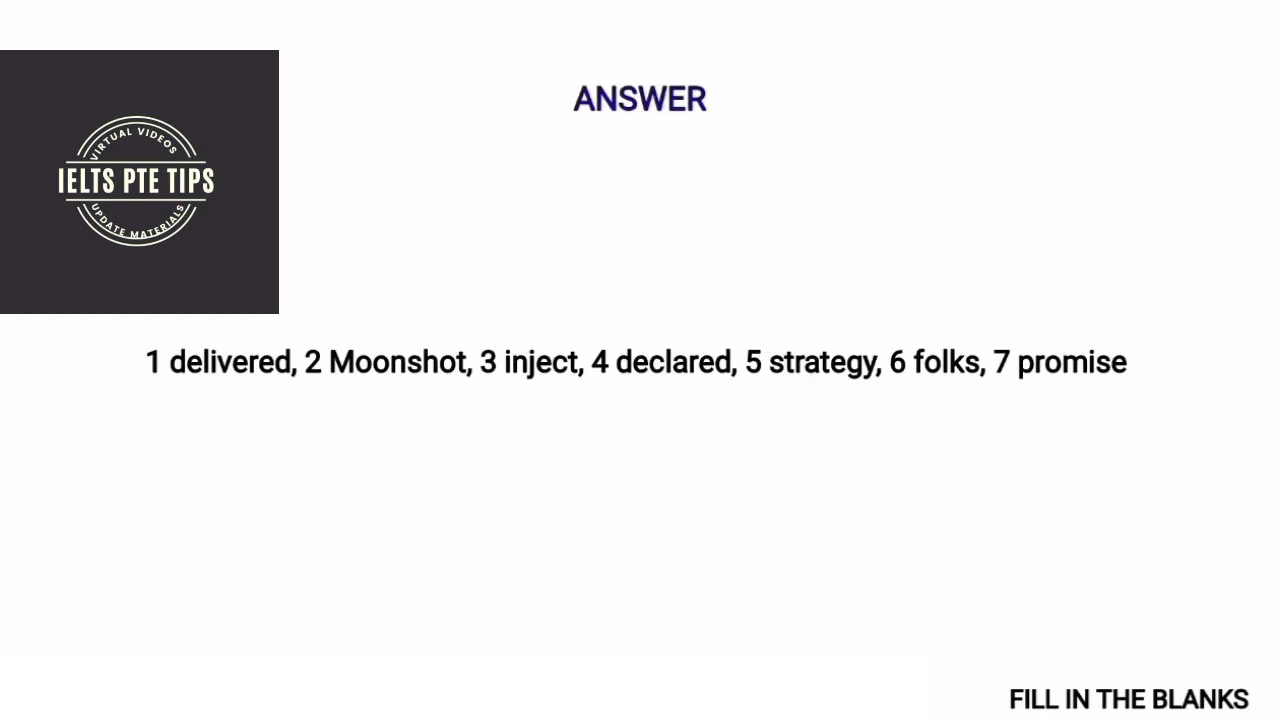 ANSWER
VIRTUAL VIDEOS
IELTS PTE TIPS
UPDATE MATERIALS
1 delivered, 2 Moonshot, 3 inject, 4 declared, 5 strategy, 6 folks, 7 promise
FILL IN THE BLANKS